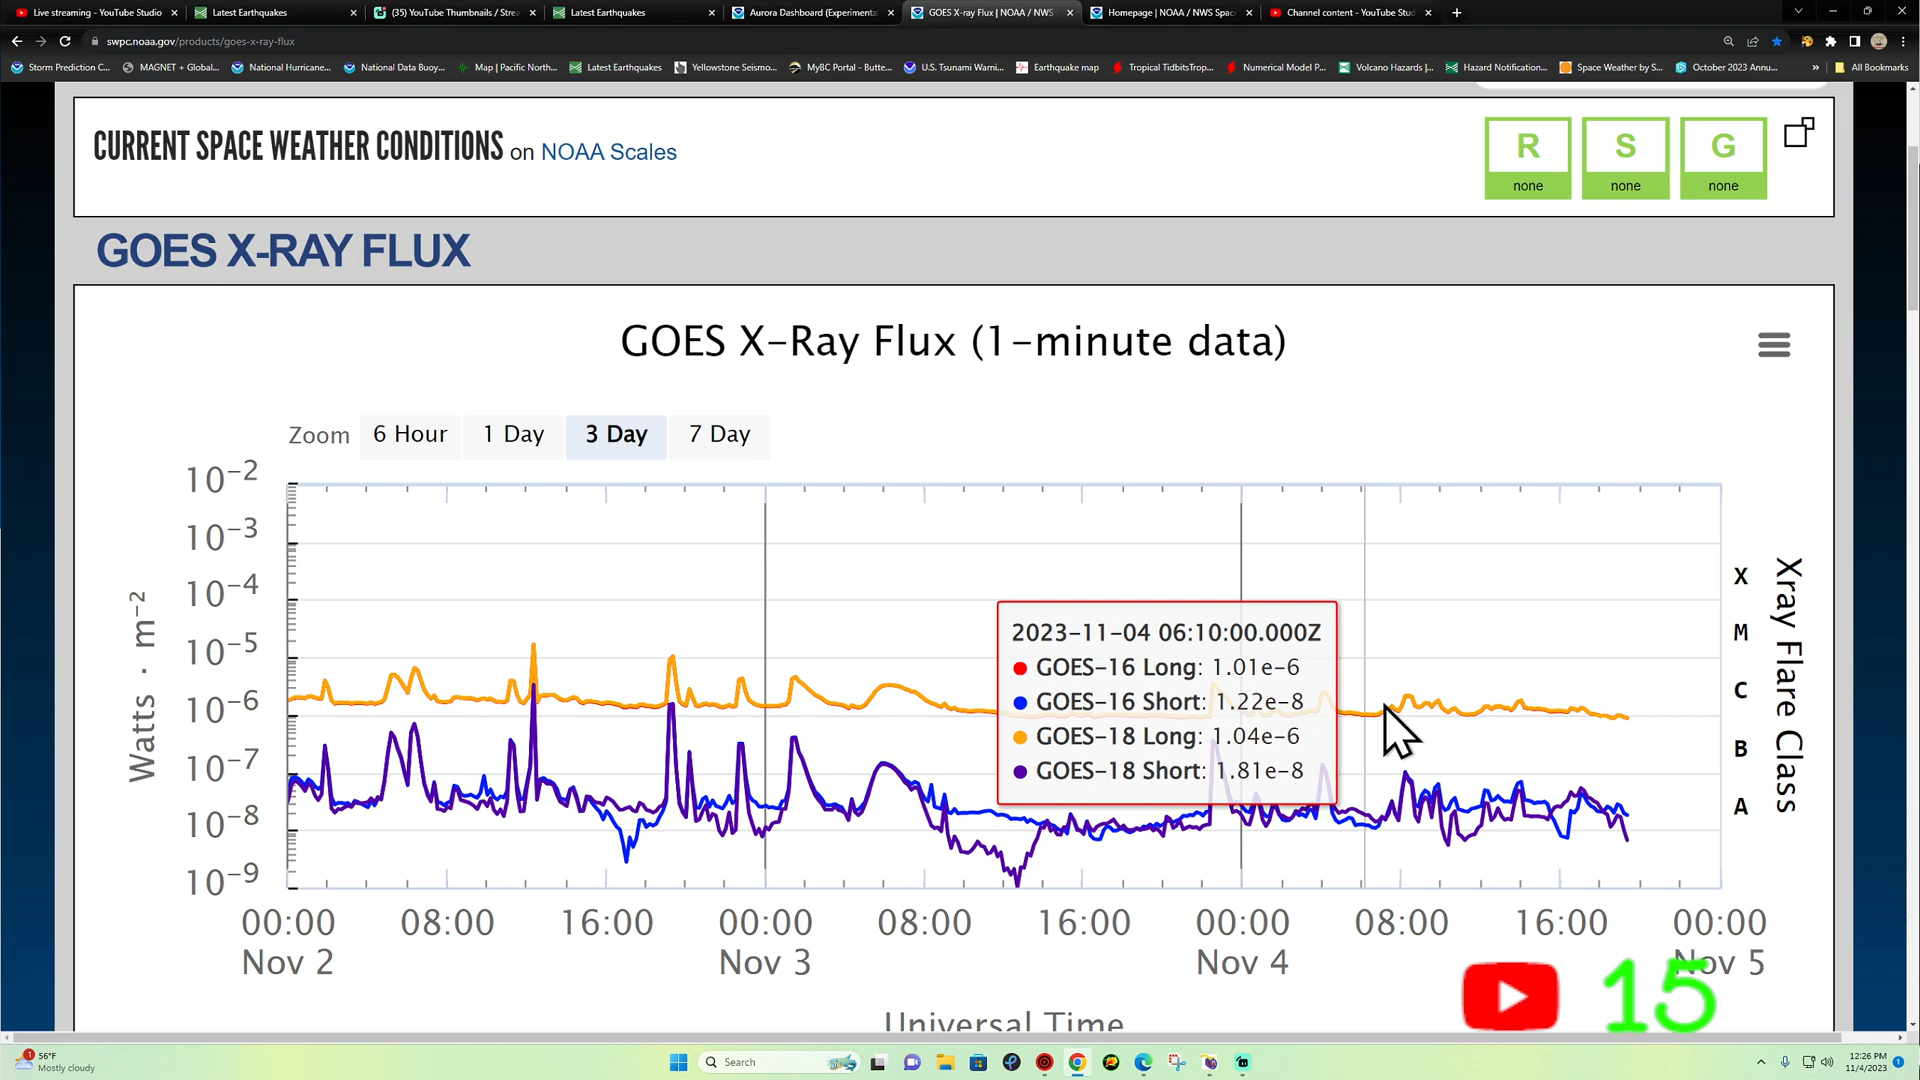 Live streaming - YouTube Studio
Latest Earthquakes
(35) YouTube Thumbnails / Strea
Latest Earthquakes
Aurora Dashboard (Experimenta
GOES X-ray Flux | NOAA / NWS
Homepage | NOAA / NWS Spac
Channel content - YouTube Stud
swpc.noaa.gov/products/goes-x-ray-flux
Storm Prediction C...
MAGNET + Global...
National Hurricane...
National Data Buoy...
Map | Pacific North...
Latest Earthquakes
Yellowstone Seismo...
MyBC Portal - Butte...
U.S. Tsunami Warni...
Earthquake map
Tropical TidbitsTrop...
Numerical Model P...
Volcano Hazards |...
Hazard Notification...
Space Weather by S...
October 2023 Annu...
»
All Bookmarks
CURRENT SPACE WEATHER CONDITIONS on NOAA Scales
R
none
S
none
G
none
GOES X-RAY FLUX
GOES X-Ray Flux (1-minute data)
Zoom 6 Hour 1 Day 3 Day 7 Day
10⁻²
10⁻³
10⁻⁴
10⁻⁵
10⁻⁶
10⁻⁷
10⁻⁸
10⁻⁹
Watts · m⁻²
X
M
C
B
A
Xray Flare Class
2023-11-04 06:10:00.000Z
GOES-16 Long: 1.01e-6
GOES-16 Short: 1.22e-8
GOES-18 Long: 1.04e-6
GOES-18 Short: 1.81e-8
00:00 08:00 16:00 00:00 08:00 16:00 00:00 08:00 16:00 00:00
Nov 2 Nov 3 Nov 4 Nov 5
Universal Time
15
1
56°F
Mostly cloudy
Search
12:26 PM
11/4/2023
1